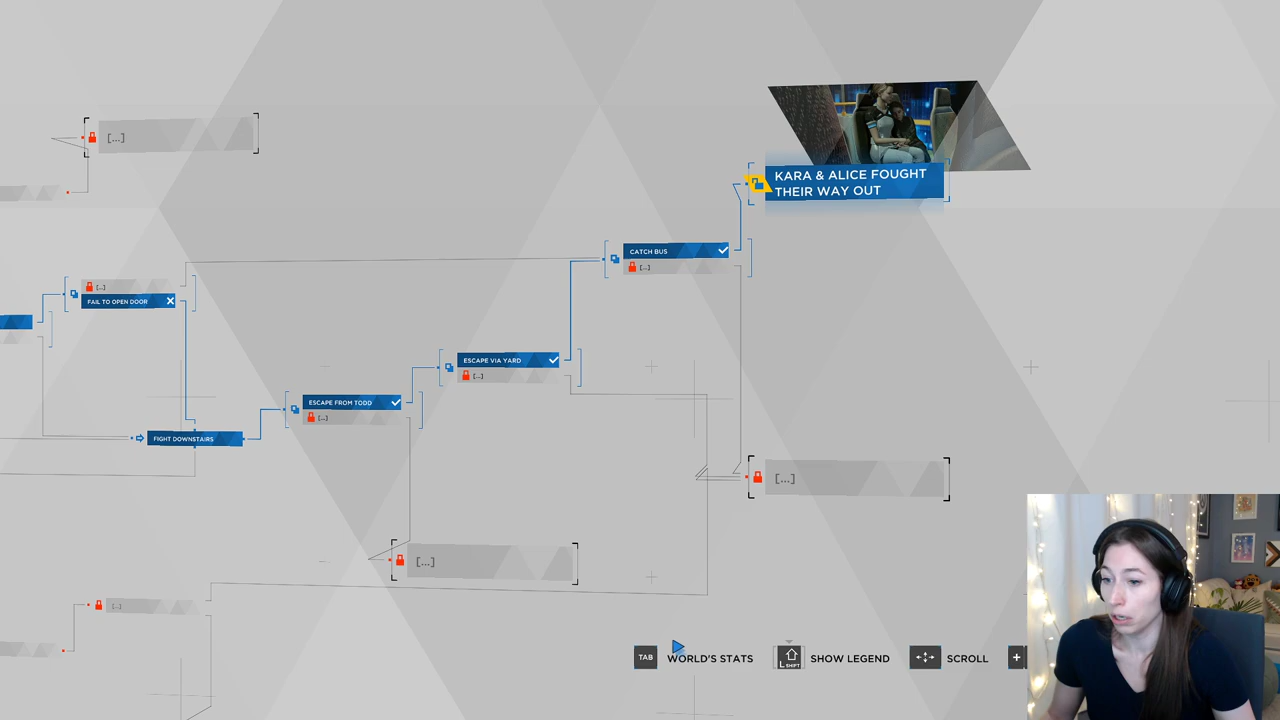 [...]
KARA & ALICE FOUGHT
THEIR WAY OUT
CATCH BUS
[...]
[...]
FAIL TO OPEN DOOR
ESCAPE VIA YARD
[...]
ESCAPE FROM TODD
[...]
FIGHT DOWNSTAIRS
[...]
[...]
[...]
TAB WORLD'S STATS
L SHIFT SHOW LEGEND
SCROLL
+